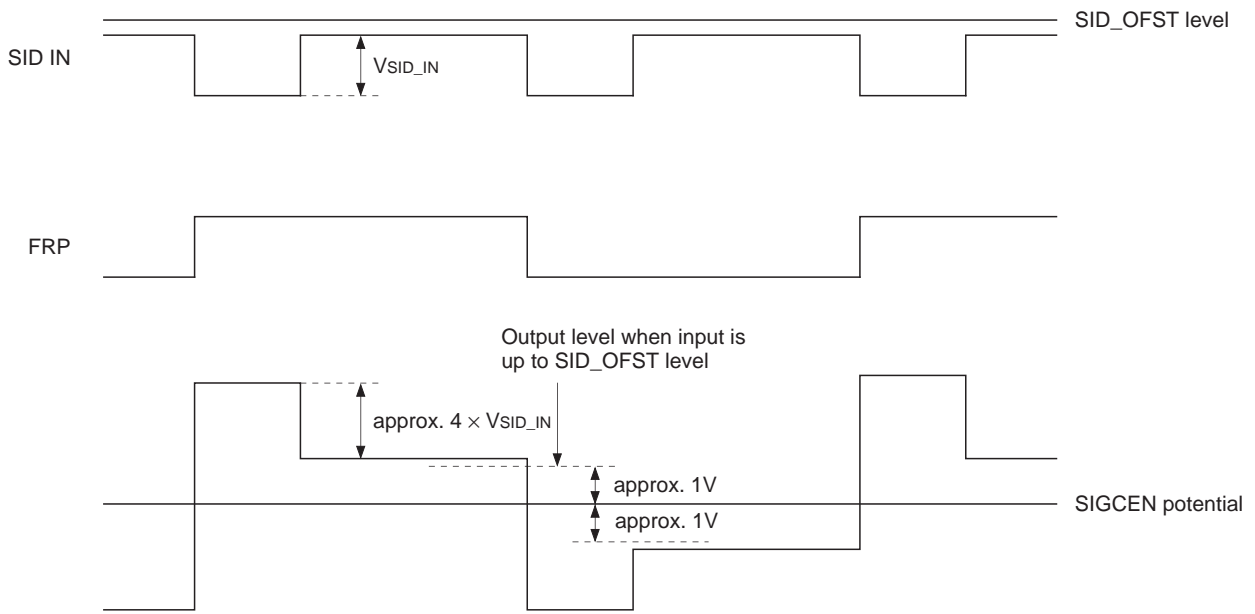 SID_OFST level
SID IN
VSID_IN
FRP
Output level when input is
up to SID_OFST level
approx. 4 × VSID_IN
approx. 1V
SIGCEN potential
approx. 1V